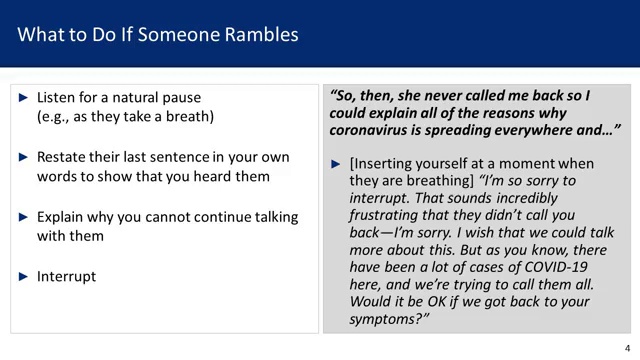 What to Do If Someone Rambles
► Listen for a natural pause
(e.g., as they take a breath)
► Restate their last sentence in your own
words to show that you heard them
► Explain why you cannot continue talking
with them
► Interrupt
“So, then, she never called me back so I
could explain all of the reasons why
coronavirus is spreading everywhere and…”
► [Inserting yourself at a moment when
they are breathing] “I’m so sorry to
interrupt. That sounds incredibly
frustrating that they didn’t call you
back—I’m sorry. I wish that we could talk
more about this. But as you know, there
have been a lot of cases of COVID-19
here, and we’re trying to call them all.
Would it be OK if we got back to your
symptoms?”
4